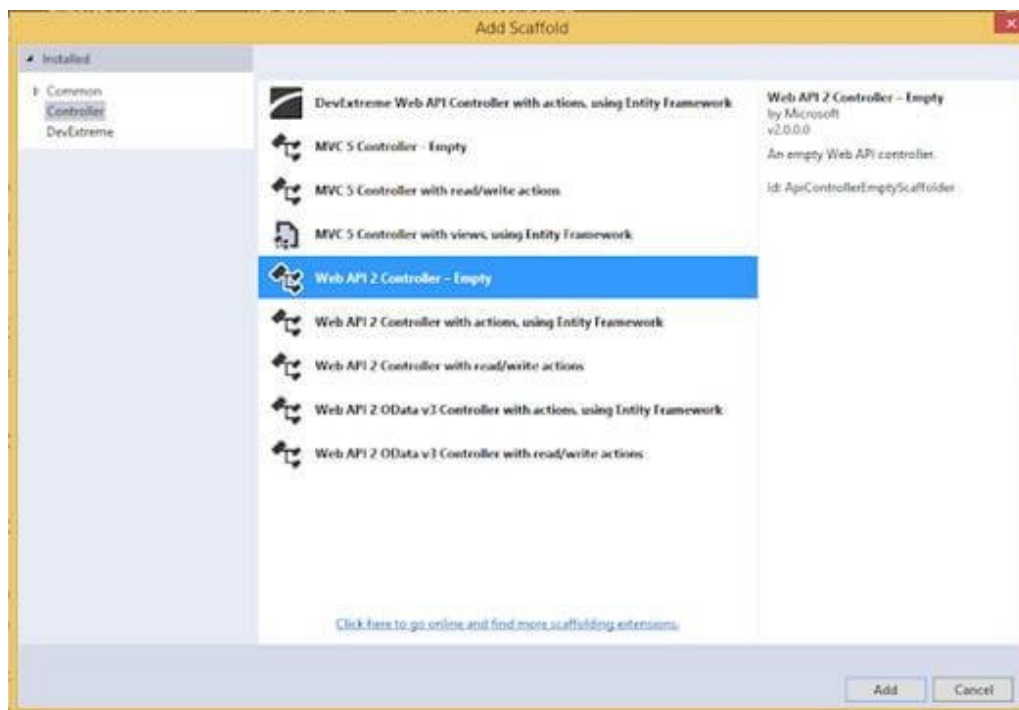 Add Scaffold
Installed
Common
Controller
DevExtreme
DevExtreme Web API Controller with actions, using Entity Framework
MVC 5 Controller - Empty
MVC 5 Controller with read/write actions
MVC 5 Controller with views, using Entity Framework
Web API 2 Controller – Empty
Web API 2 Controller with actions, using Entity Framework
Web API 2 Controller with read/write actions
Web API 2 OData v3 Controller with actions, using Entity Framework
Web API 2 OData v3 Controller with read/write actions
Click here to go online and find more scaffolding extensions.
Web API 2 Controller – Empty
by Microsoft
v2.0.0.0
An empty Web API controller.
Id: ApiControllerEmptyScaffolder
Add
Cancel